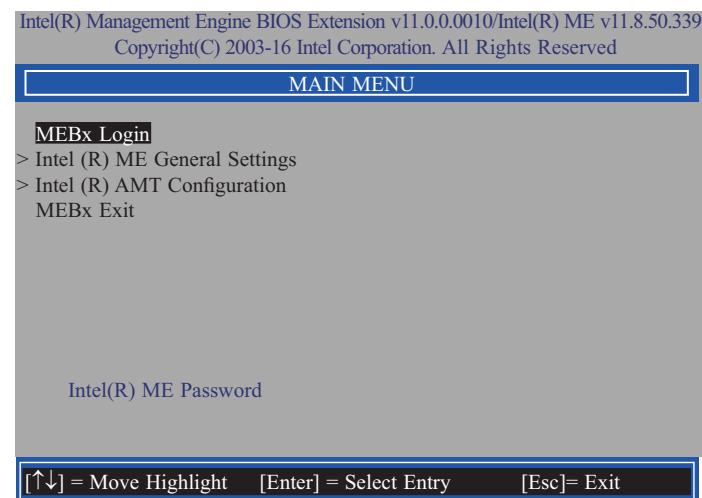 Intel(R) Management Engine BIOS Extension v11.0.0.0010/Intel(R) ME v11.8.50.339
Copyright(C) 2003-16 Intel Corporation. All Rights Reserved
MAIN MENU
MEBx Login
> Intel (R) ME General Settings
> Intel (R) AMT Configuration
MEBx Exit
Intel(R) ME Password
[↑↓] = Move Highlight [Enter] = Select Entry [Esc]= Exit